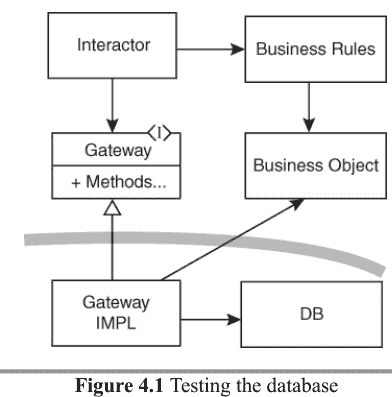 Interactor
Business Rules
<I>
Gateway
+ Methods...
Business Object
Gateway
IMPL
DB
Figure 4.1 Testing the database